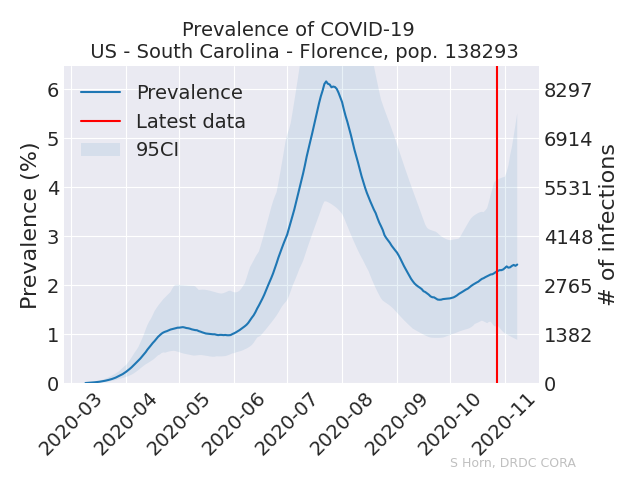 Prevalence of COVID-19
US - South Carolina - Florence, pop. 138293
Prevalence
Latest data
95CI
Prevalence (%)
6
5
4
3
2
1
0
8297
6914
5531
4148
2765
1382
0
# of infections
2020-03
2020-04
2020-05
2020-06
2020-07
2020-08
2020-09
2020-10
2020-11
S Horn, DRDC CORA